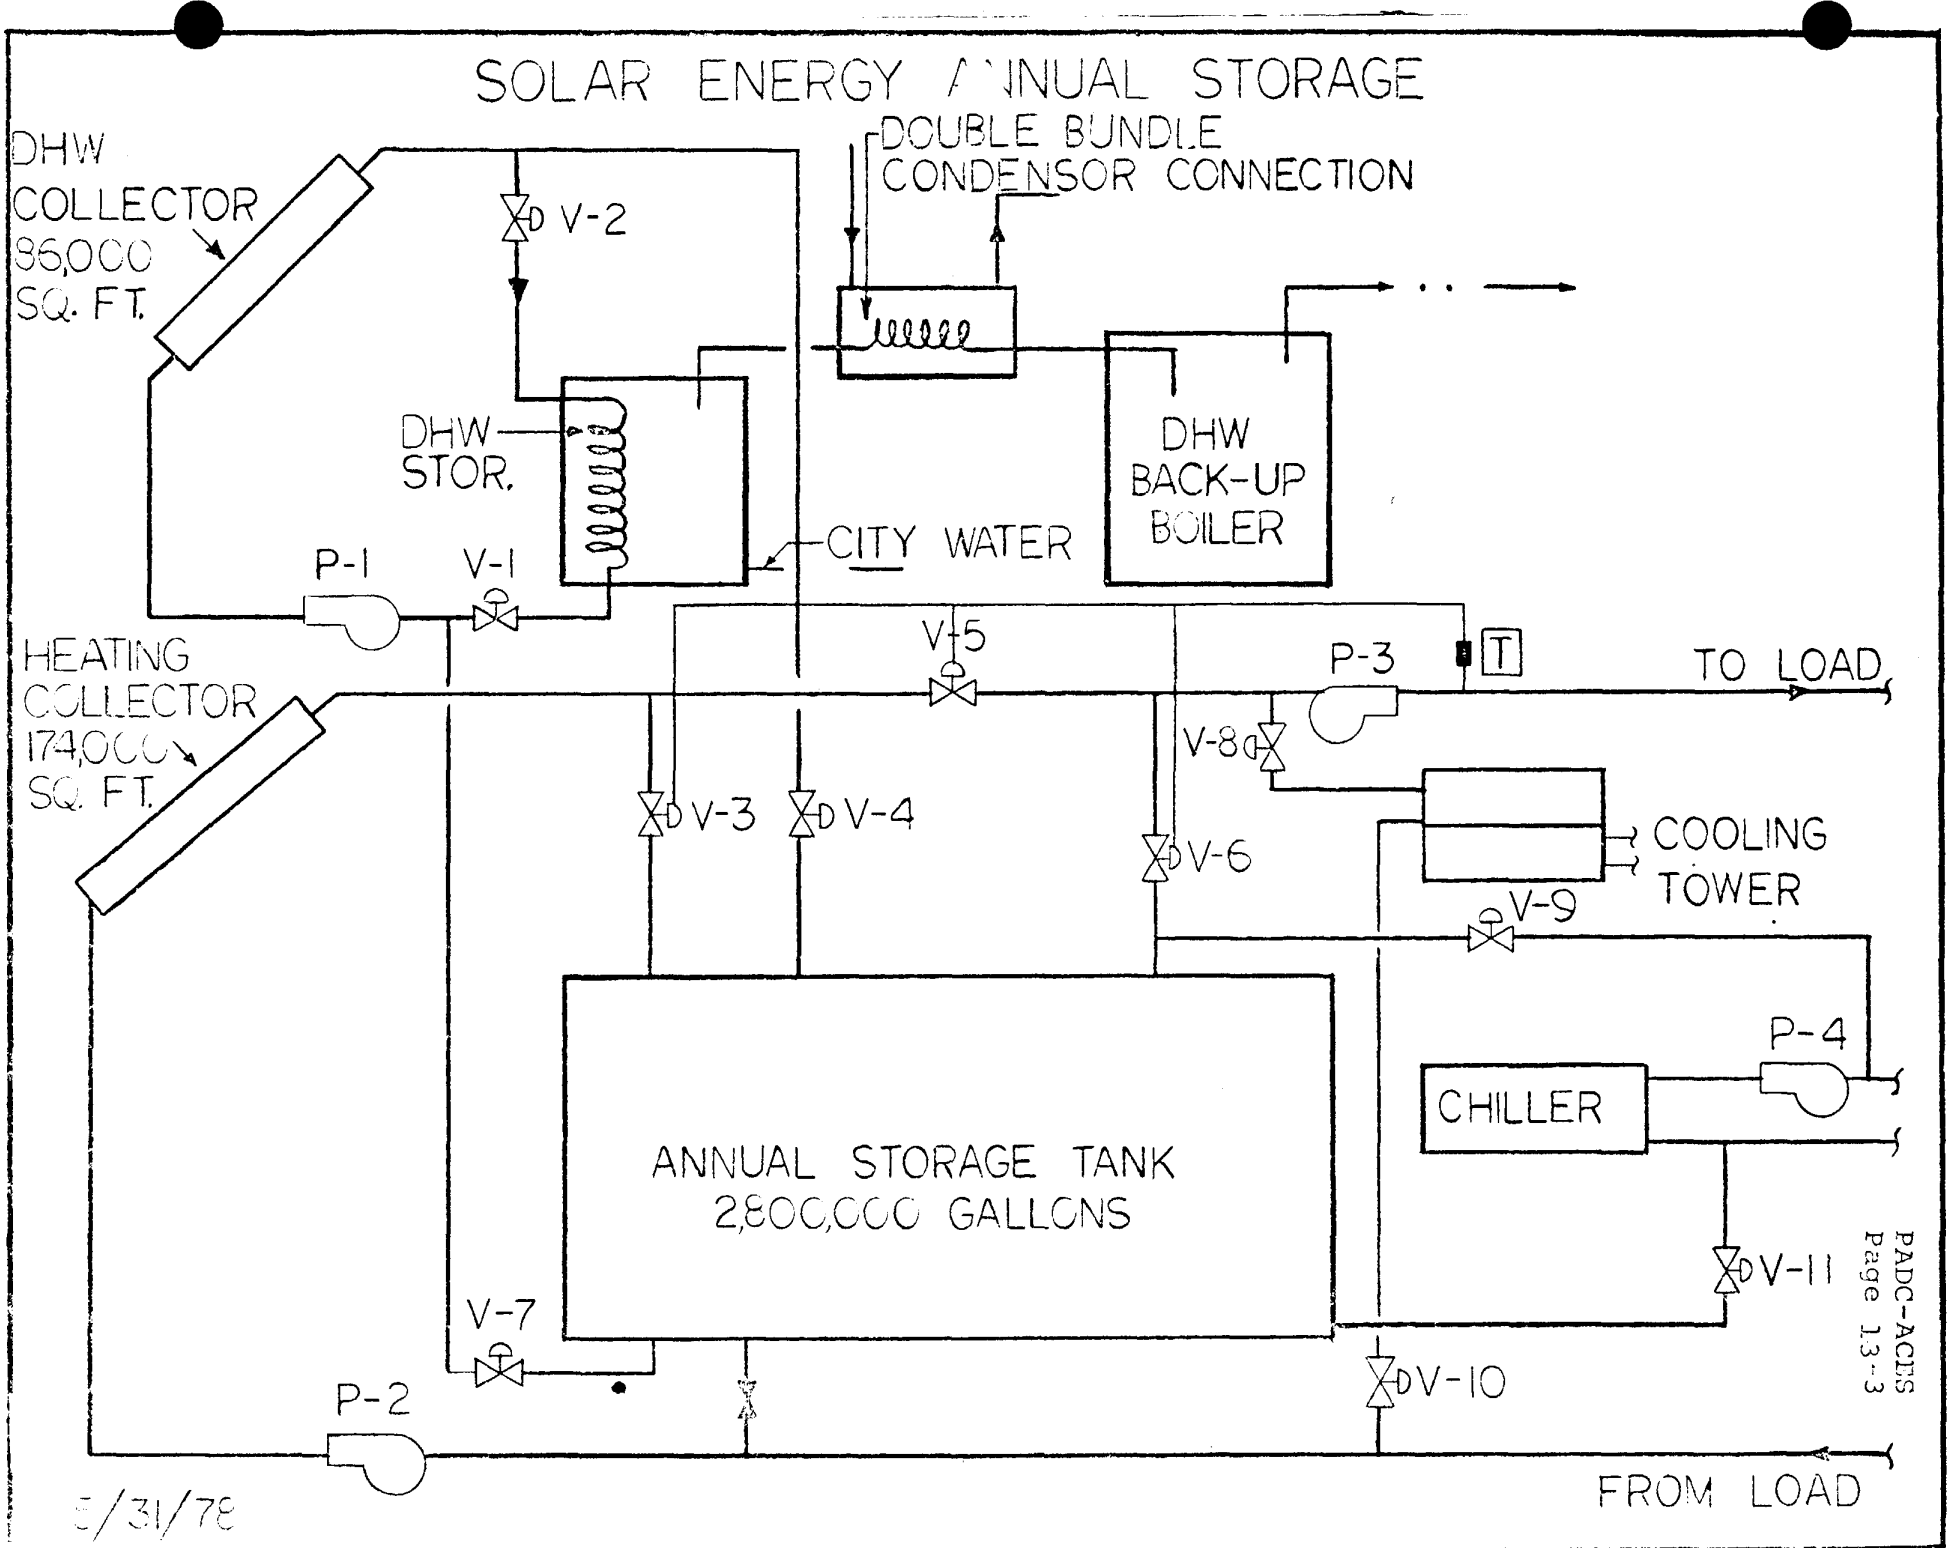 SOLAR ENERGY ANNUAL STORAGE
DOUBLE BUNDLE
CONDENSOR CONNECTION
DHW
COLLECTOR
86,000
SQ. FT.
V-2
DHW
STOR.
DHW
BACK-UP
BOILER
CITY WATER
P-1
V-1
HEATING
COLLECTOR
174,000
SQ. FT.
V-5
P-3
T
TO LOAD
V-8
V-3
V-4
V-6
COOLING
TOWER
V-9
P-4
CHILLER
ANNUAL STORAGE TANK
2,800,000 GALLONS
V-11
V-7
V-10
P-2
FROM LOAD
5/31/78
PADC-ACES
Page 13-3